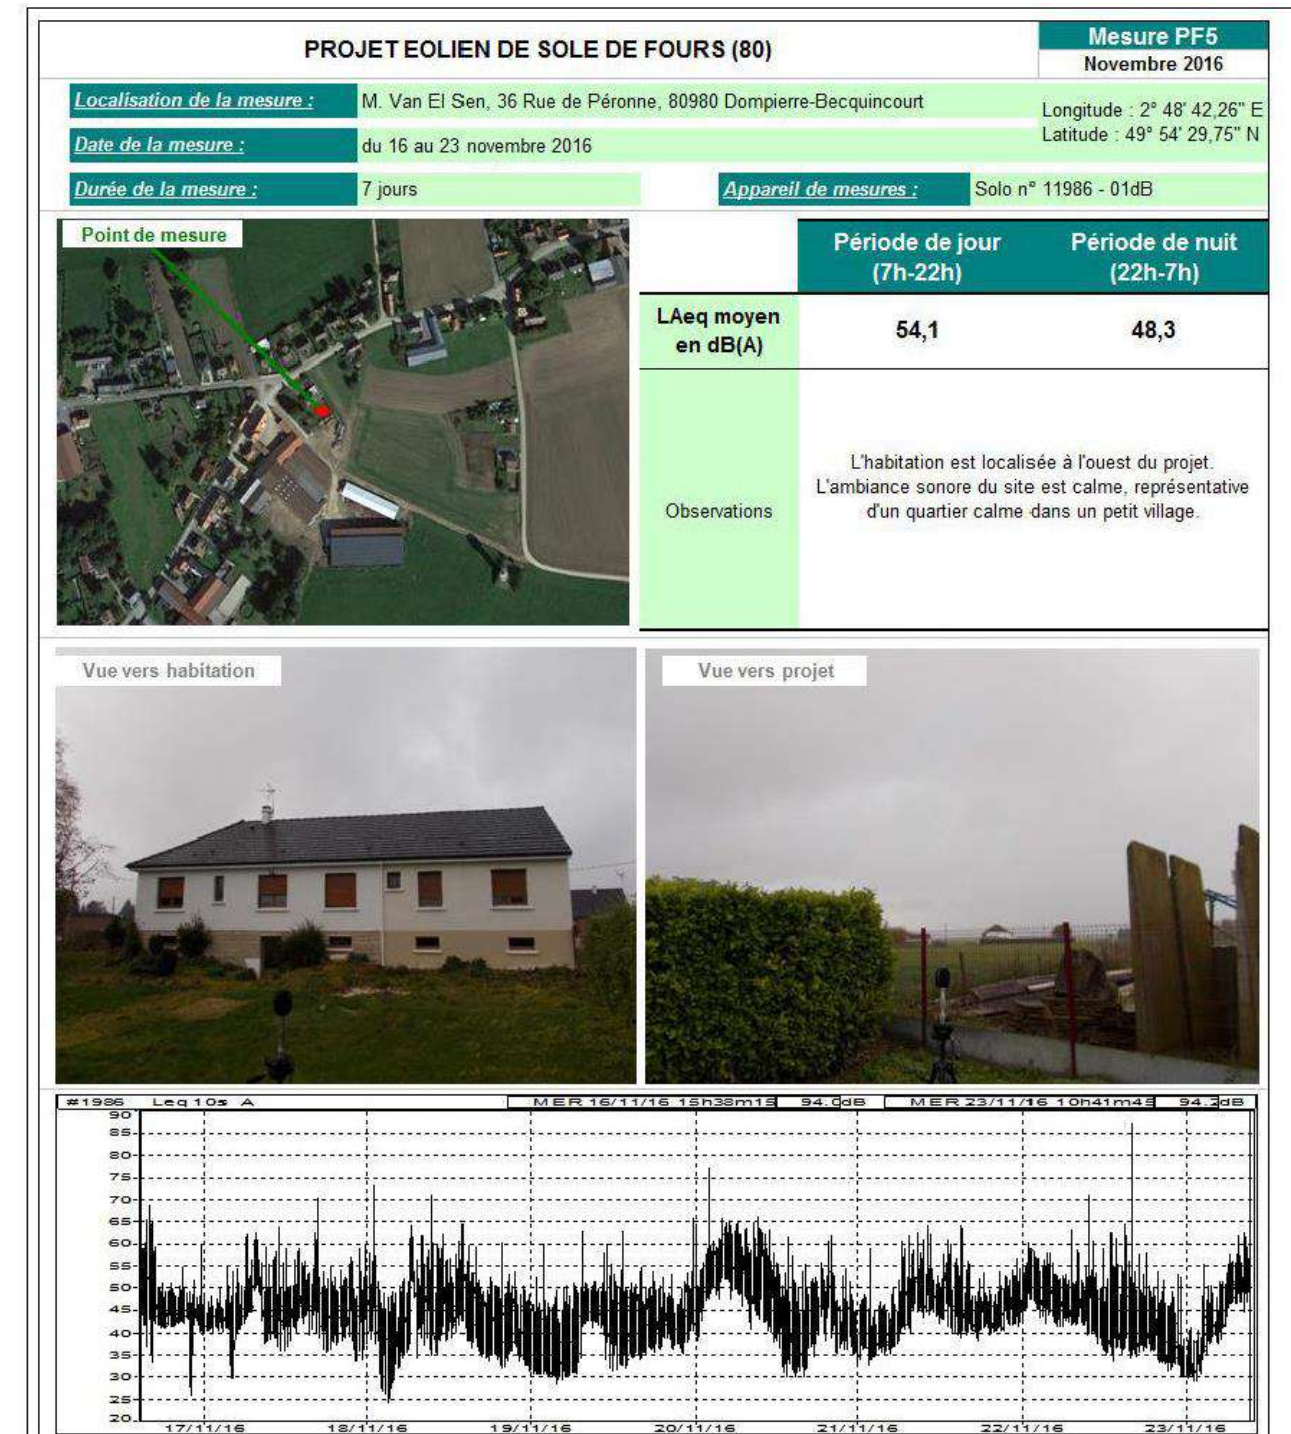 PROJET EOLIEN DE SOLE DE FOURS (80)
Mesure PF5
Novembre 2016
Localisation de la mesure :
M. Van El Sen, 36 Rue de Péronne, 80980 Dompierre-Becquincourt
Longitude : 2° 48' 42,26" E
Latitude : 49° 54' 29,75" N
Date de la mesure :
du 16 au 23 novembre 2016
Durée de la mesure :
7 jours
Appareil de mesures :
Solo n° 11986 - 01dB
Point de mesure
Période de jour
(7h-22h)
Période de nuit
(22h-7h)
LAeq moyen
en dB(A)
54,1
48,3
Observations
L'habitation est localisée à l'ouest du projet.
L'ambiance sonore du site est calme, représentative
d'un quartier calme dans un petit village.
Vue vers habitation
Vue vers projet
#1986 Leq 10s A
MER 16/11/16 15h38m15 94.0dB
MER 23/11/16 10h41m45 94.2dB
90
85
80
75
70
65
60
55
50
45
40
35
30
25
20
17/11/16
18/11/16
19/11/16
20/11/16
21/11/16
22/11/16
23/11/16